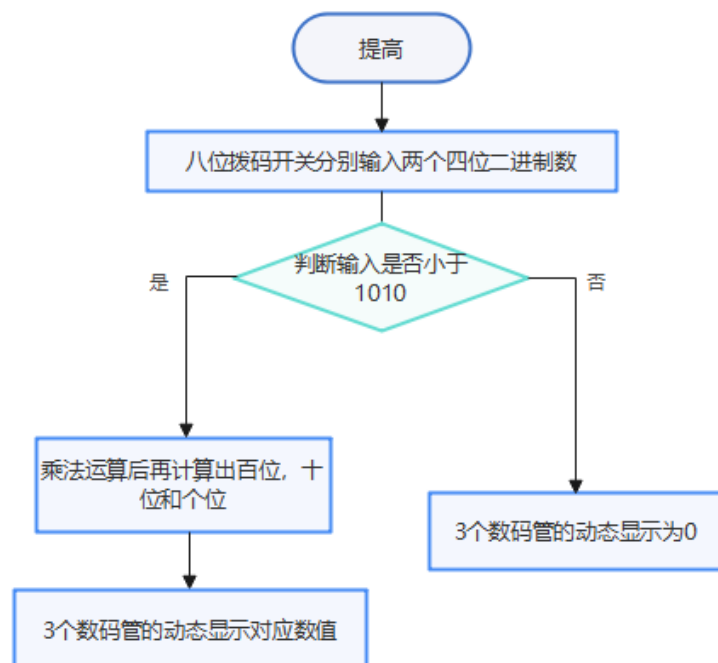 提高
八位拨码开关分别输入两个四位二进制数
判断输入是否小于
1010
是
否
乘法运算后再计算出百位，十
位和个位
3个数码管的动态显示为0
3个数码管的动态显示对应数值